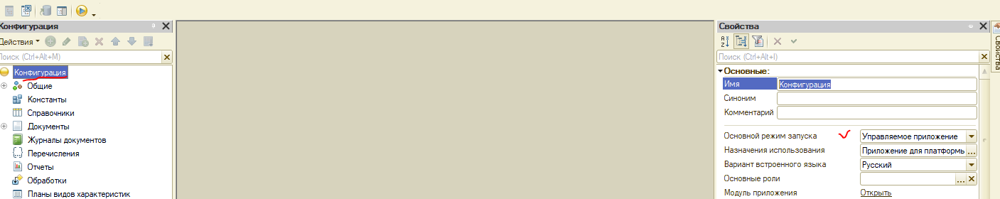 Конфигурация
Действия
Поиск (Ctrl+Alt+M)
Конфигурация
Общие
Константы
Справочники
Документы
Журналы документов
Перечисления
Отчеты
Обработки
Планы видов характеристик
Свойства
Поиск (Ctrl+Alt+I)
Основные:
Имя Конфигурация
Синоним
Комментарий
Основной режим запуска Управляемое приложение
Назначения использования Приложение для платформы ...
Вариант встроенного языка Русский
Основные роли ...
Модуль приложения Открыть
Свойства